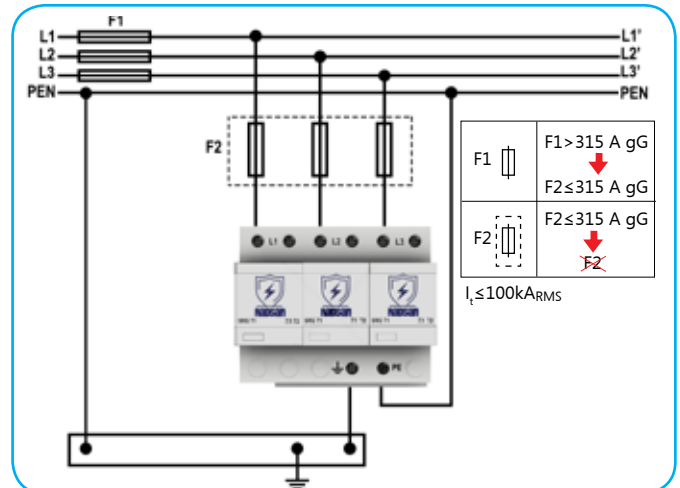 F1
L1 L1'
L2 L2'
L3 L3'
PEN PEN
F2
F1 F1>315 A gG
F2≤315 A gG
F2 F2≤315 A gG
F2
It≤100kARMS
L1 L2 L3
PE